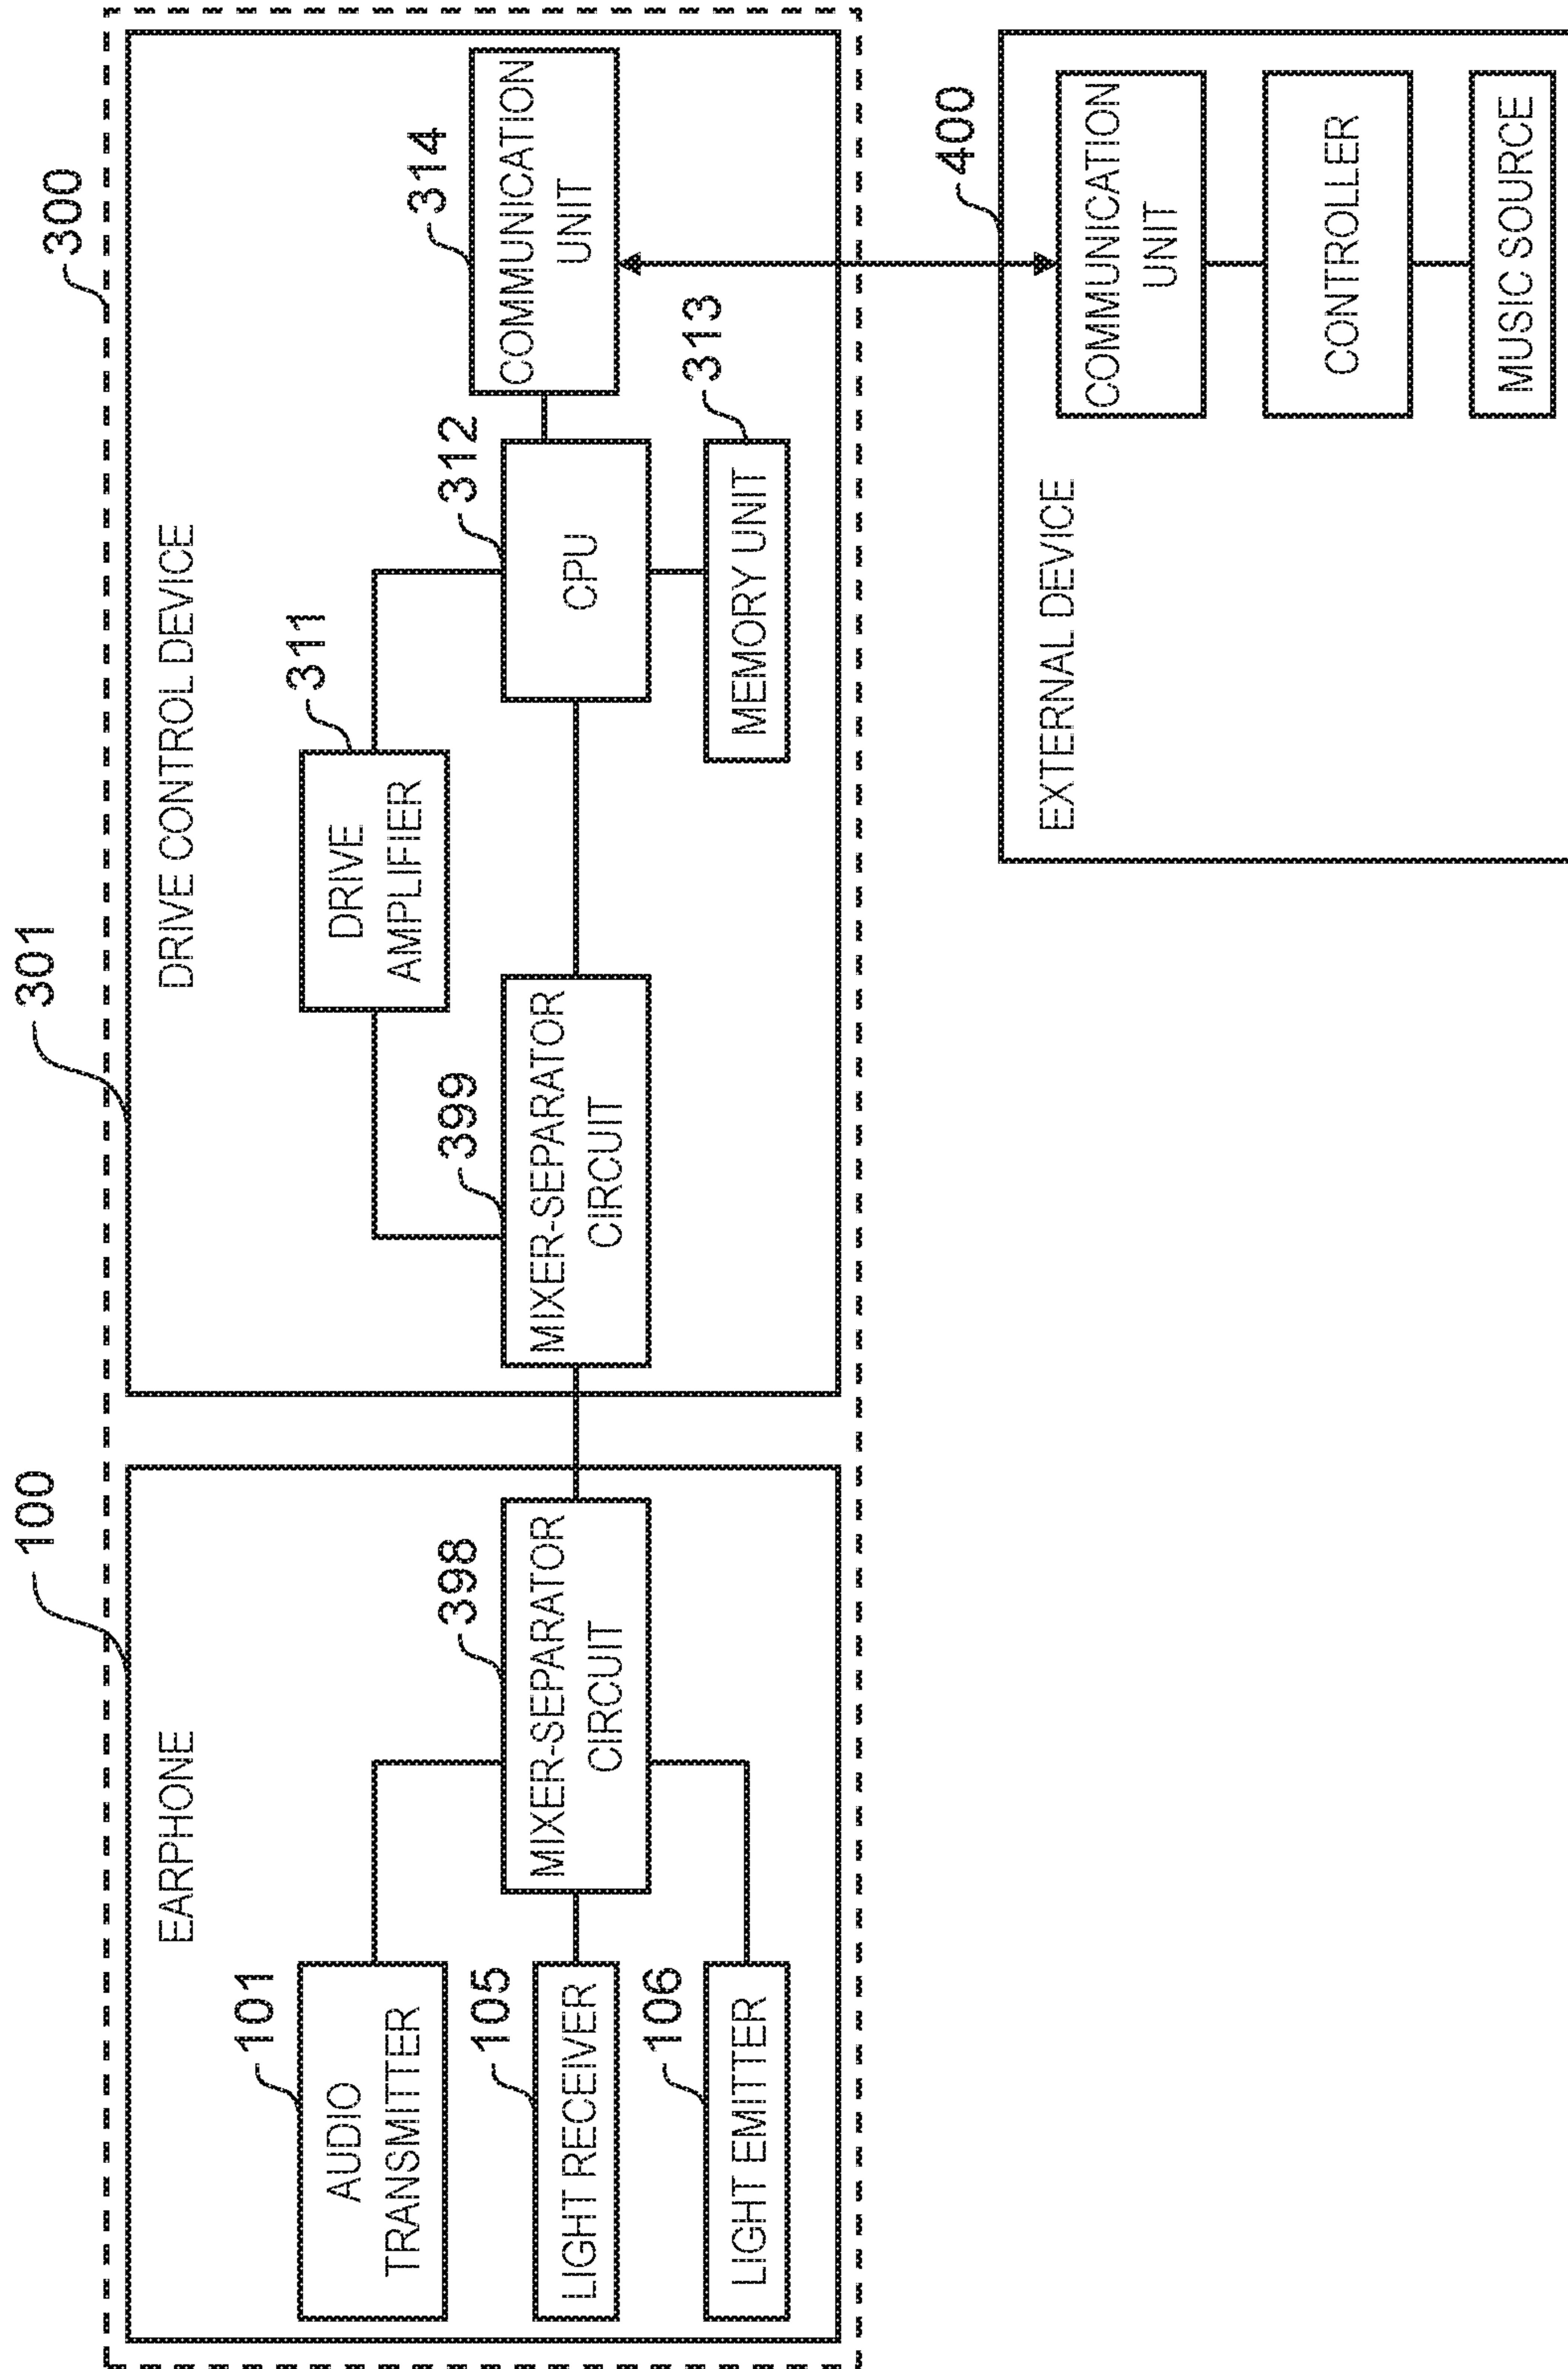 300
100
301
EARPHONE
DRIVE CONTROL DEVICE
101
AUDIO
TRANSMITTER
105
LIGHT RECEIVER
106
LIGHT EMITTER
398
MIXER-SEPARATOR
CIRCUIT
399
MIXER-SEPARATOR
CIRCUIT
311
DRIVE
AMPLIFIER
312
CPU
313
MEMORY UNIT
314
COMMUNICATION
UNIT
400
EXTERNAL DEVICE
COMMUNICATION
UNIT
CONTROLLER
MUSIC SOURCE